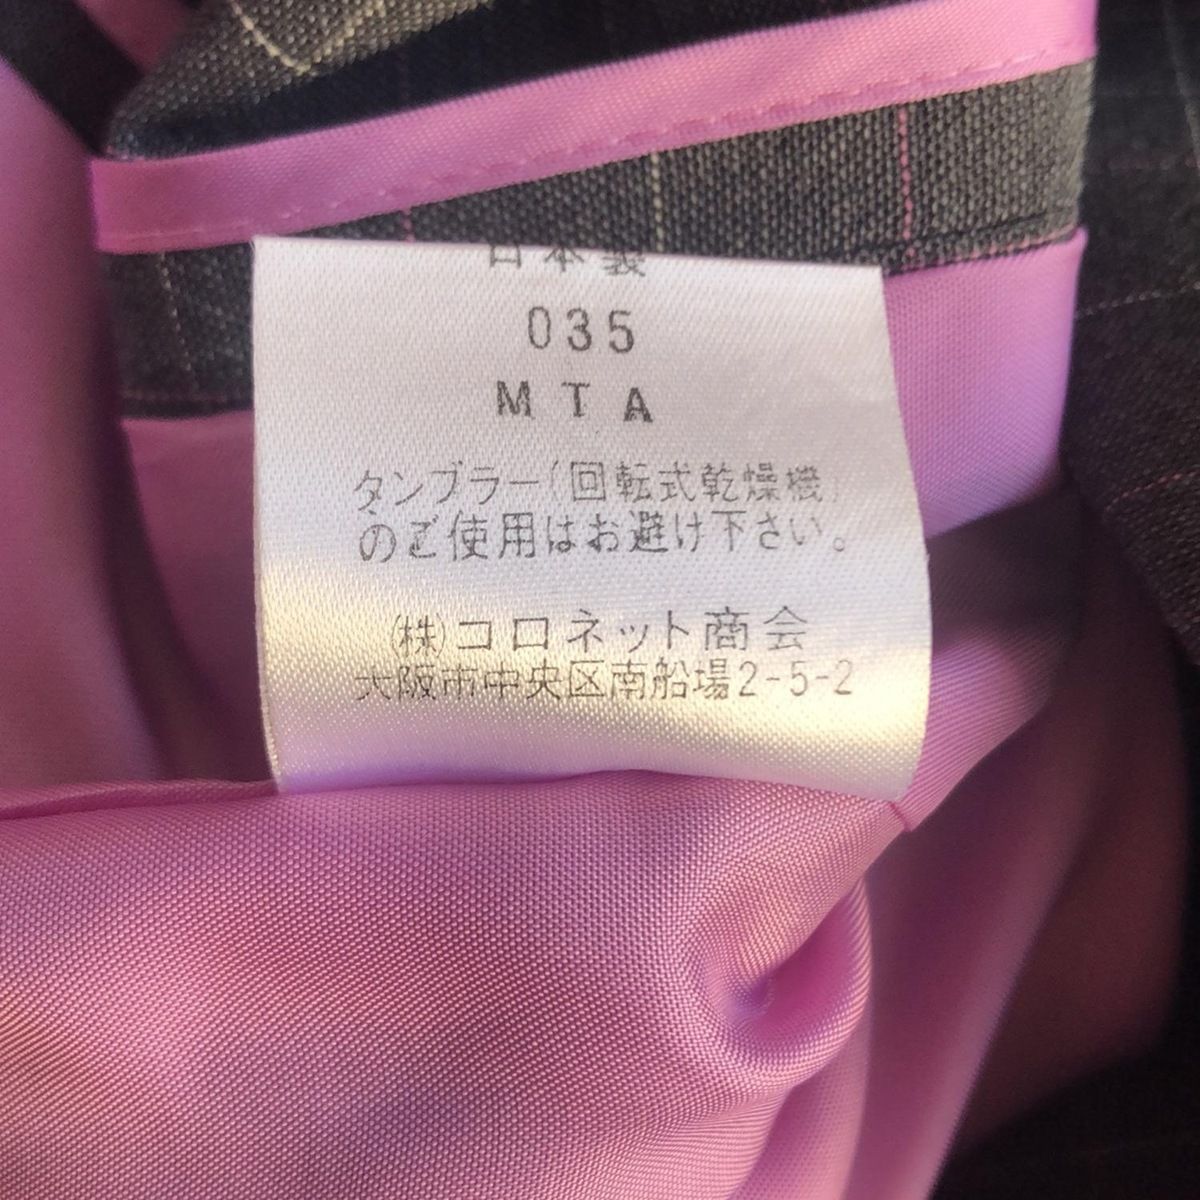 日本製
035
MTA
タンブラー(回転式乾燥機)
のご使用はお避け下さい。
(株)コロネット商会
大阪市中央区南船場2-5-2